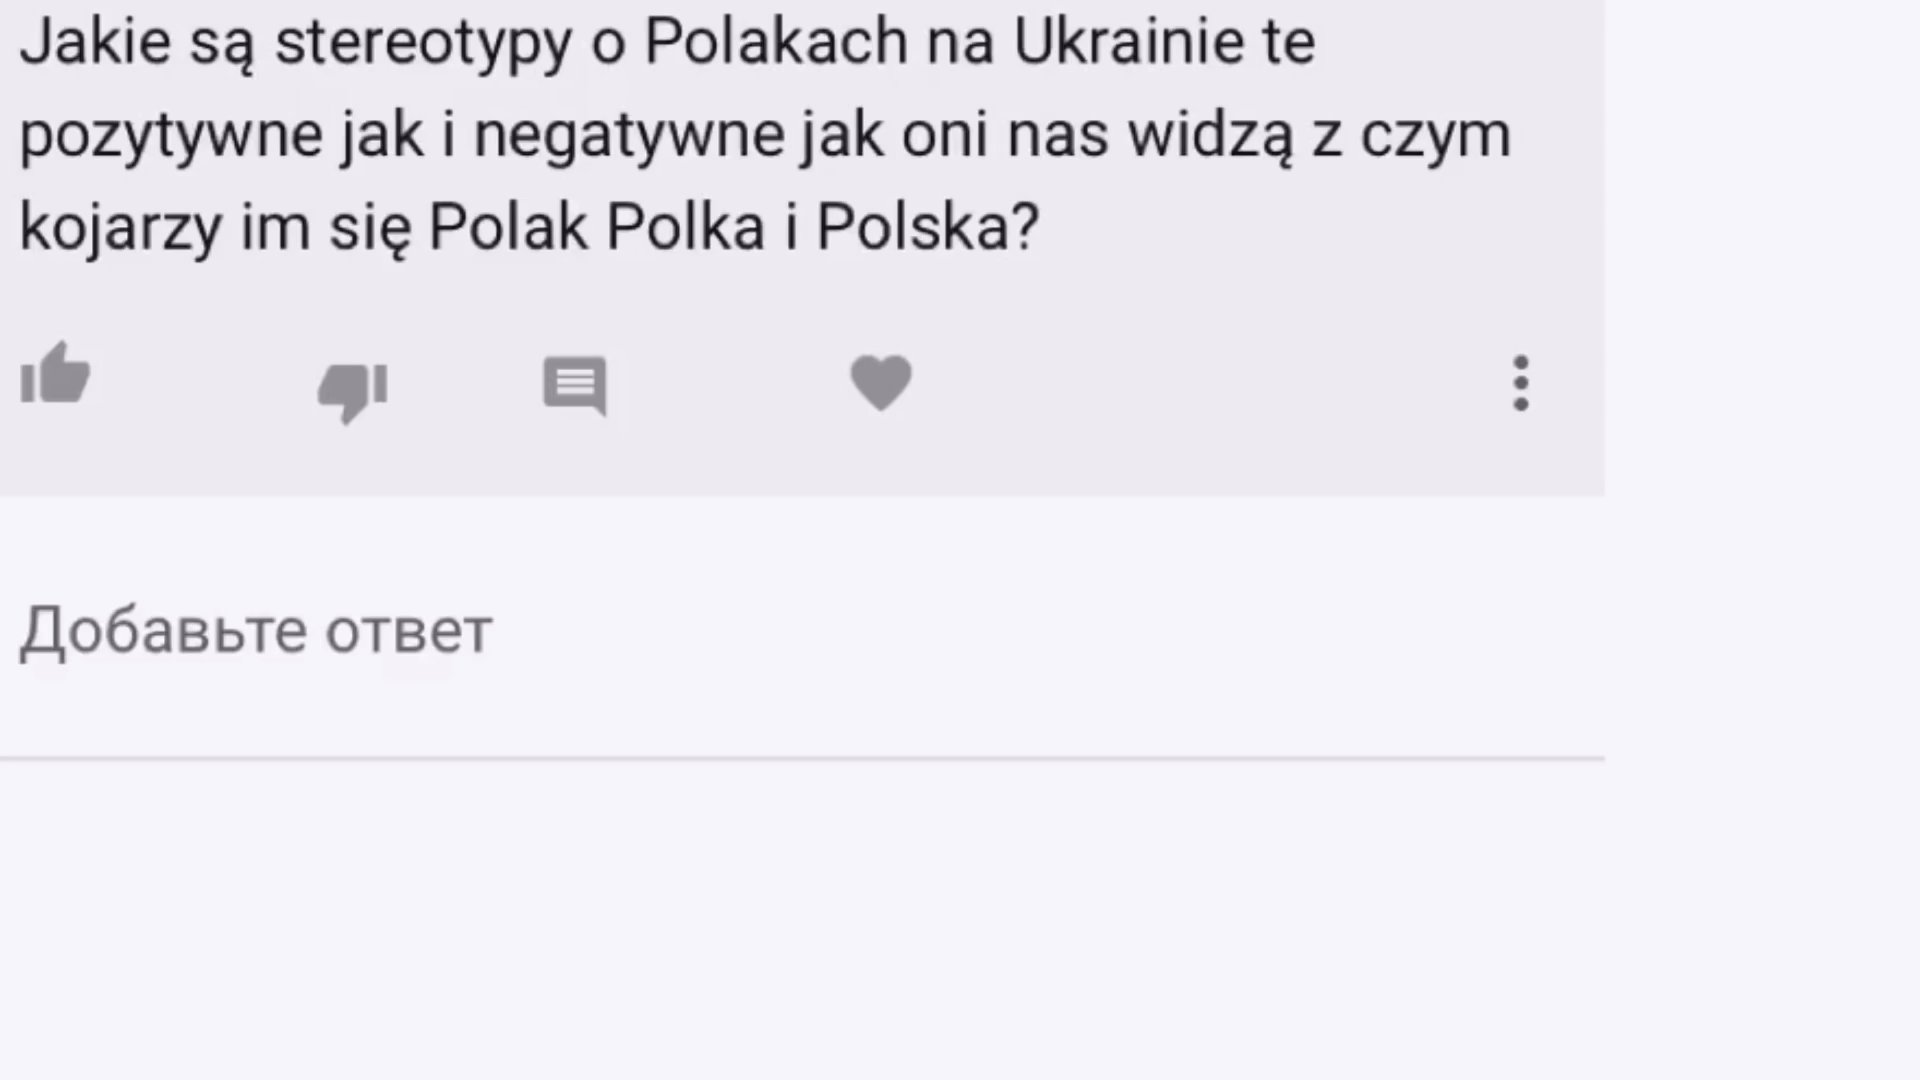 Jakie są stereotypy o Polakach na Ukrainie te
pozytywne jak i negatywne jak oni nas widzą z czym
kojarzy im się Polak Polka i Polska?
Добавьте ответ